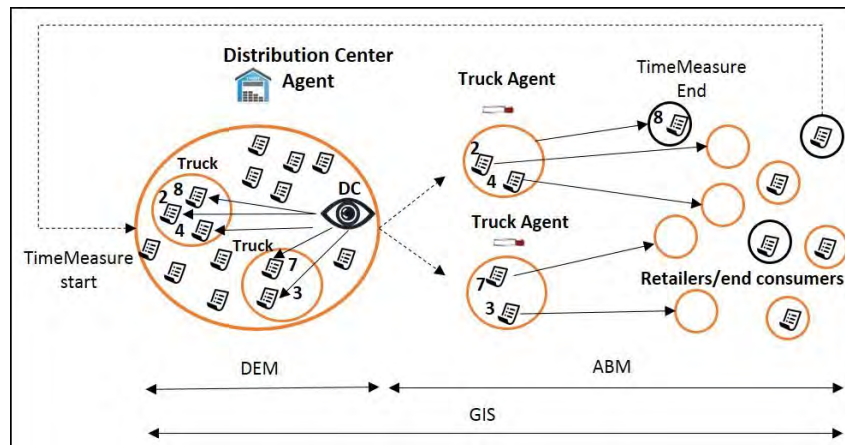 Distribution Center
Agent
Truck Agent
TimeMeasure
End
8
Truck
DC
2
8
4
2
4
Truck
7
3
Truck Agent
7
3
TimeMeasure
start
Retailers/end consumers
DEM
ABM
GIS